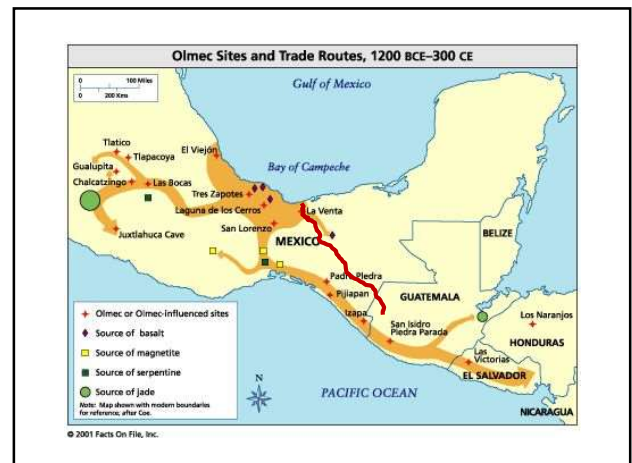 Olmec Sites and Trade Routes, 1200 BCE–300 CE
0 100 Miles
0 200 Kms
Gulf of Mexico
Tlatico
Tlapacoya
El Viejón
Gualupita
Chalcatzingo
Las Bocas
Bay of Campeche
Tres Zapotes
Laguna de los Cerros
La Venta
San Lorenzo
Juxtlahuca Cave
MEXICO
BELIZE
Padre Piedra
Pijiapan
GUATEMALA
Izapa
San Isidro
Piedra Parada
Los Naranjos
HONDURAS
Las
Victorias
EL SALVADOR
NICARAGUA
PACIFIC OCEAN
N
Olmec or Olmec-influenced sites
Source of basalt
Source of magnetite
Source of serpentine
Source of jade
Note: Map shown with modern boundaries
for reference; after Coe.
© 2001 Facts On File, Inc.